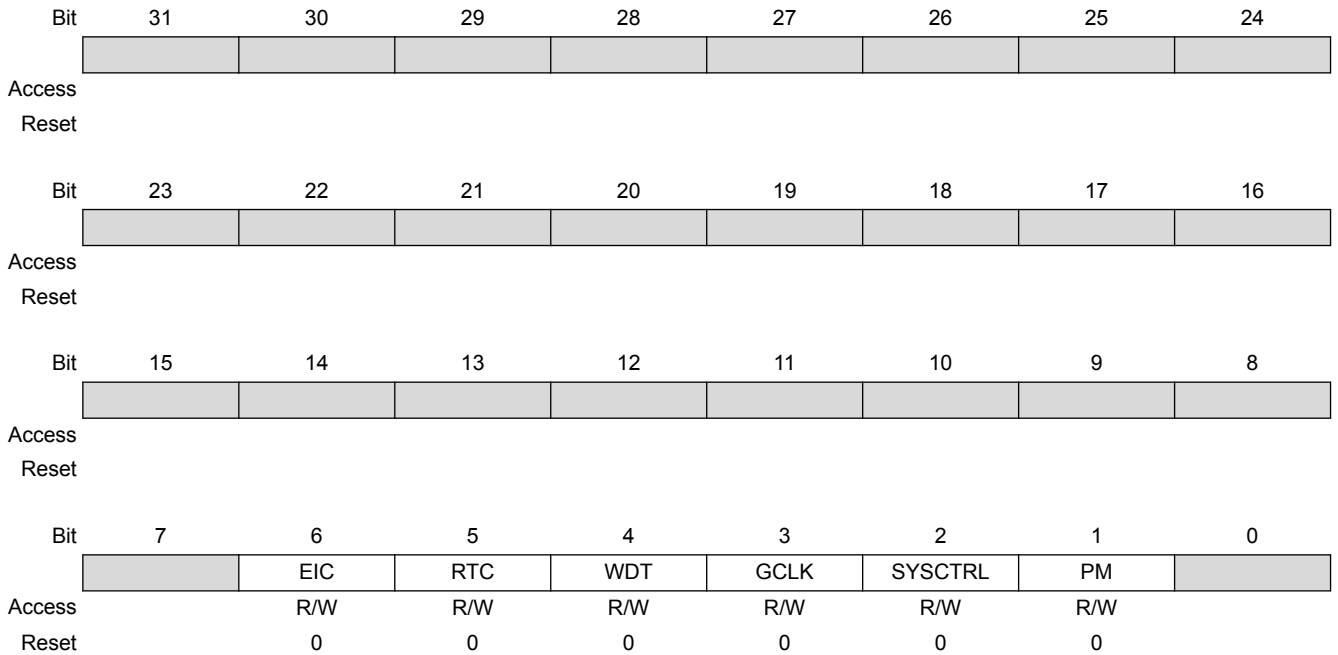 Bit 31 30 29 28 27 26 25 24
Access
Reset
Bit 23 22 21 20 19 18 17 16
Access
Reset
Bit 15 14 13 12 11 10 9 8
Access
Reset
Bit 7 6 5 4 3 2 1 0
EIC RTC WDT GCLK SYSCTRL PM
Access R/W R/W R/W R/W R/W R/W
Reset 0 0 0 0 0 0